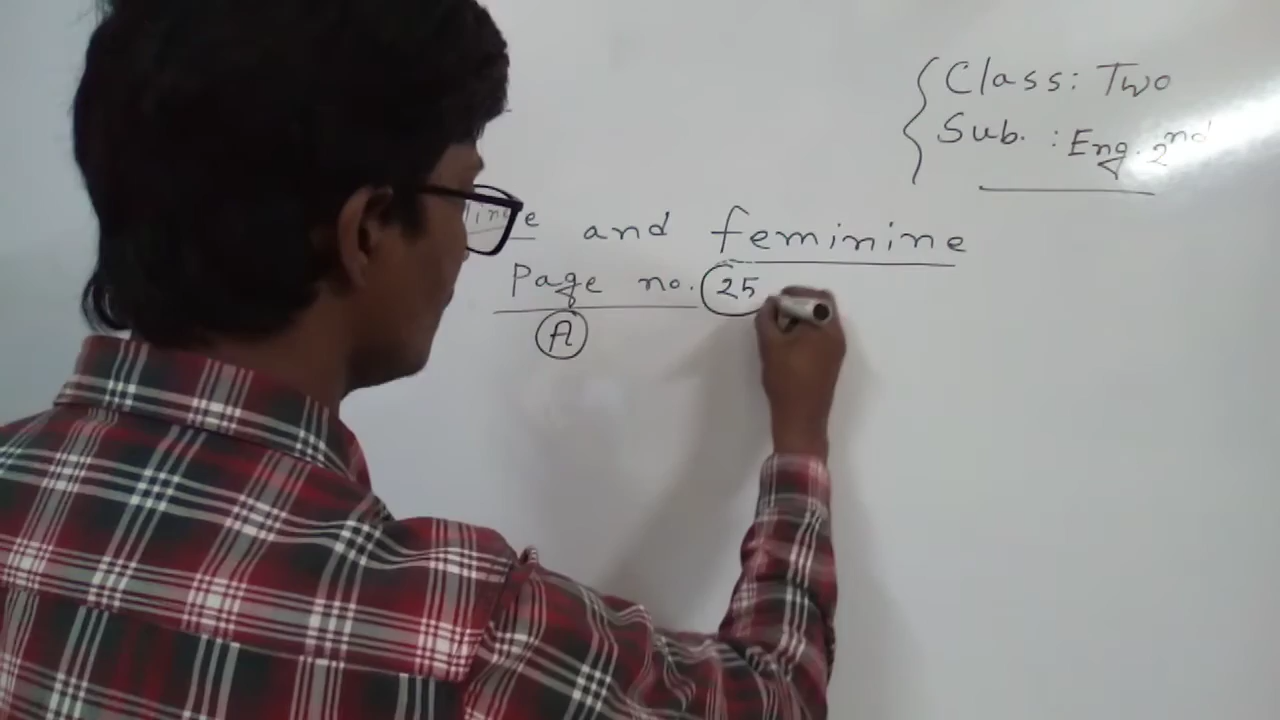 Class: Two
Sub. : Eng. 2nd
and feminine
Page no. 25
A